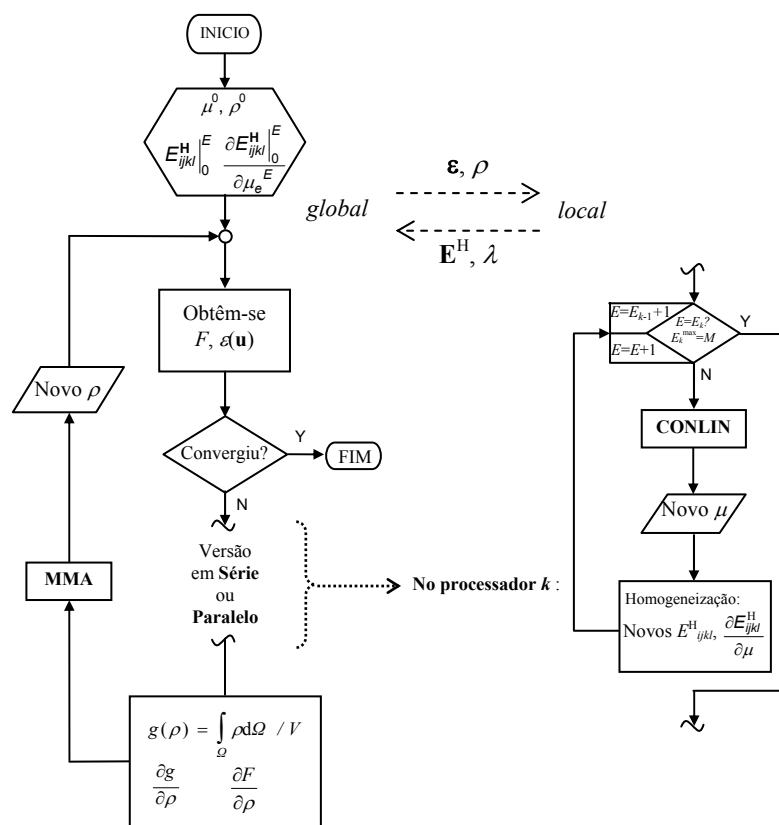 INICIO
μ⁰, ρ⁰
E^H_ijkl|^E_0 ∂E^H_ijkl|^E_0 / ∂μ_e^E
ε, ρ
global
local
E^H, λ
Obtêm-se
F, ε(u)
Novo ρ
Convergiu?
Y
FIM
N
Versão
em Série
ou
Paralelo
MMA
g(ρ) = ∫_Ω ρdΩ / V
∂g/∂ρ ∂F/∂ρ
No processador k :
E=E_k-1+1
E=E_k?
E_k^max=M
E=E+1
Y
N
CONLIN
Novo μ
Homogeneização:
Novos E^H_ijkl, ∂E^H_ijkl/∂μ